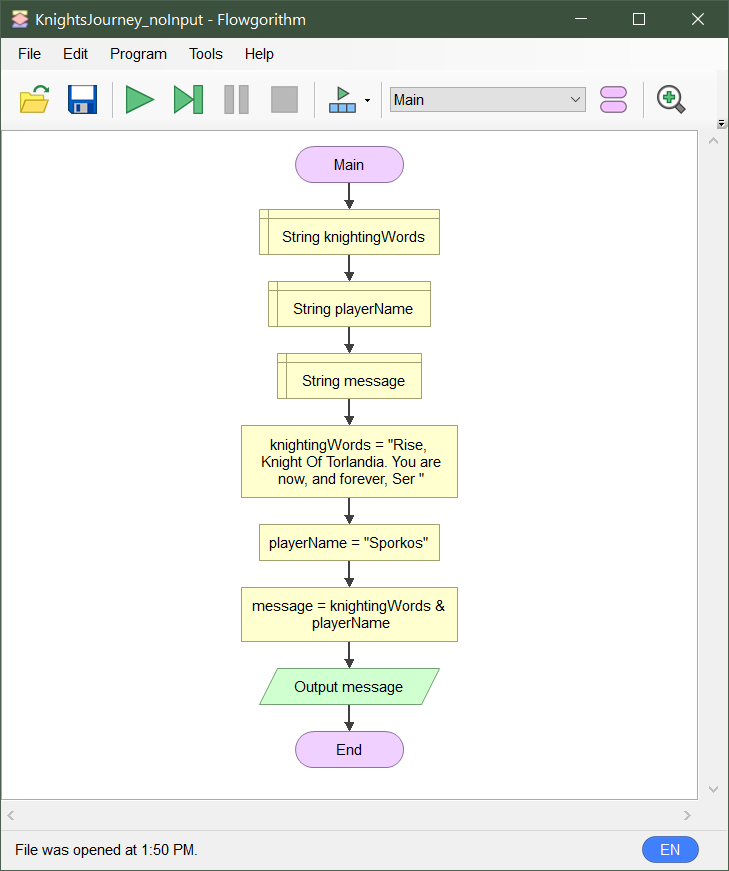 KnightsJourney_noInput - Flowgorithm
File Edit Program Tools Help
Main
Main
String knightingWords
String playerName
String message
knightingWords = "Rise,
Knight Of Torlandia. You are
now, and forever, Ser "
playerName = "Sporkos"
message = knightingWords &
playerName
Output message
End
File was opened at 1:50 PM.
EN